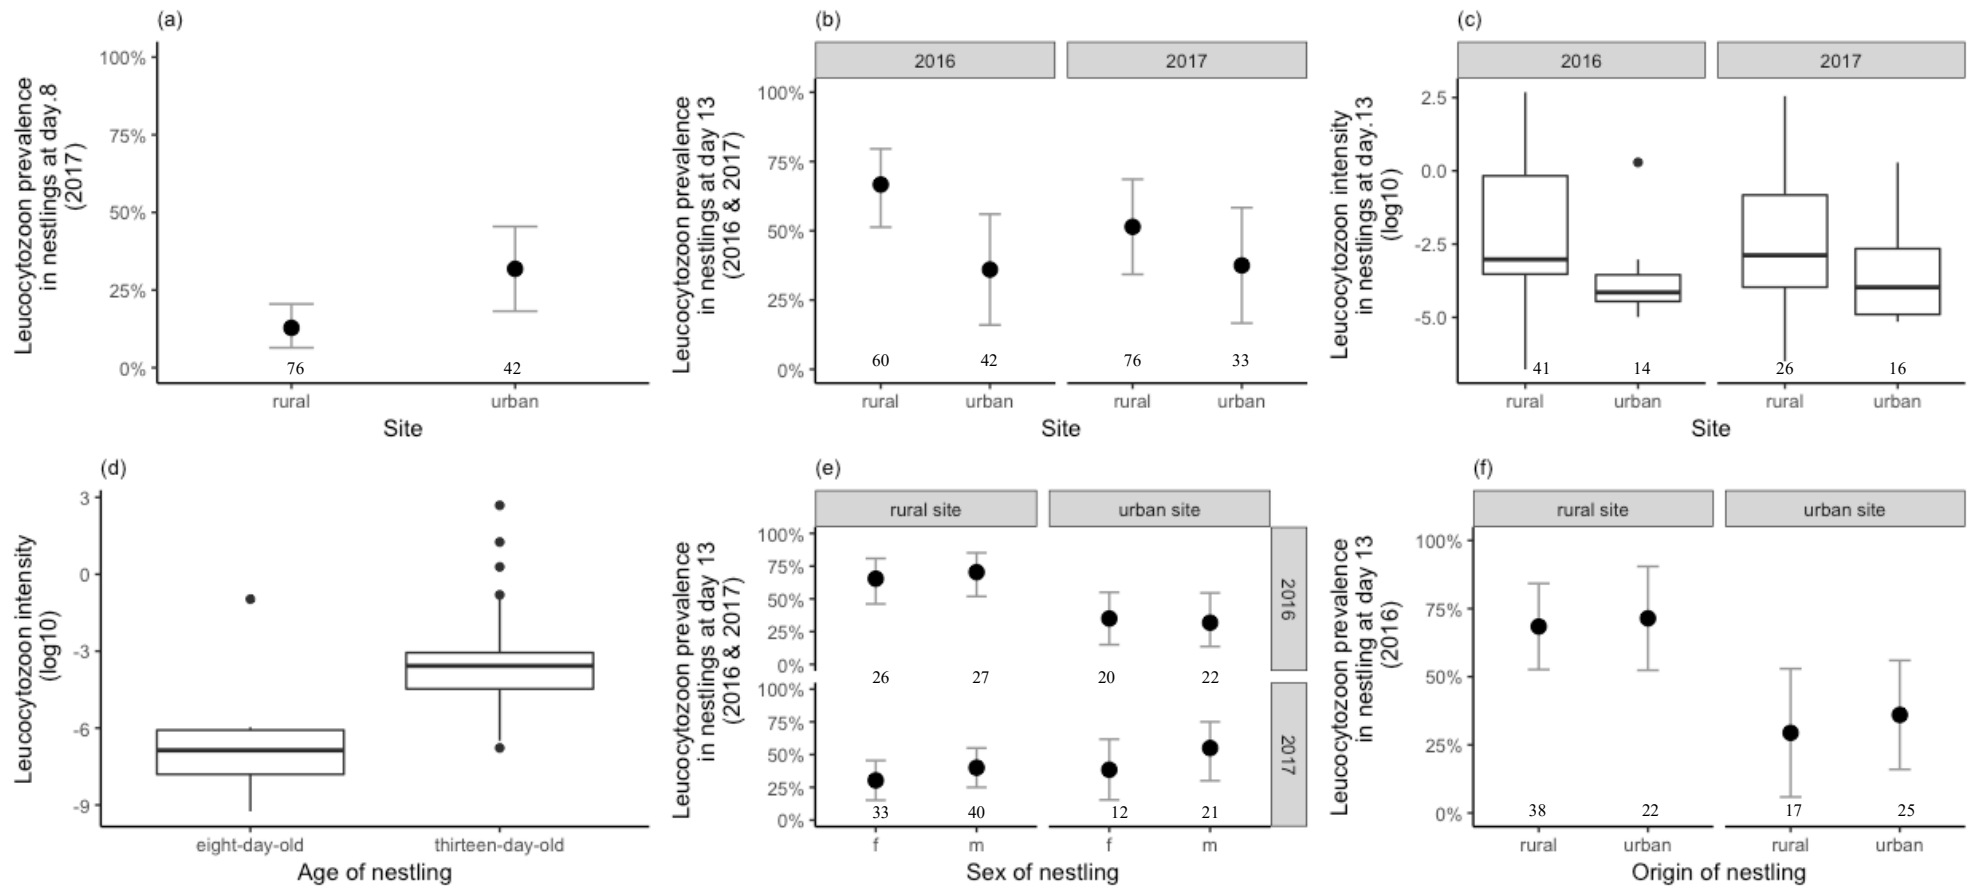 (a)
Leucocytozoon prevalence
in nestlings at day.8
(2017)
100%
75%
50%
25%
0%
76
42
rural
urban
Site
(b)
Leucocytozoon prevalence
in nestlings at day 13
(2016 & 2017)
2016
2017
100%
75%
50%
25%
0%
60
42
76
33
rural
urban
rural
urban
Site
(c)
Leucocytozoon intensity
in nestlings at day.13
(log10)
2016
2017
2.5
0.0
-2.5
-5.0
41
14
26
16
rural
urban
rural
urban
Site
(d)
Leucocytozoon intensity
(log10)
3
0
-3
-6
-9
eight-day-old
thirteen-day-old
Age of nestling
(e)
Leucocytozoon prevalence
in nestlings at day 13
(2016 & 2017)
rural site
urban site
100%
75%
50%
25%
0%
2016
26
27
20
22
100%
75%
50%
25%
0%
2017
33
40
12
21
f
m
f
m
Sex of nestling
(f)
Leucocytozoon prevalence
in nestling at day 13
(2016)
rural site
urban site
100%
75%
50%
25%
0%
38
22
17
25
rural
urban
rural
urban
Origin of nestling